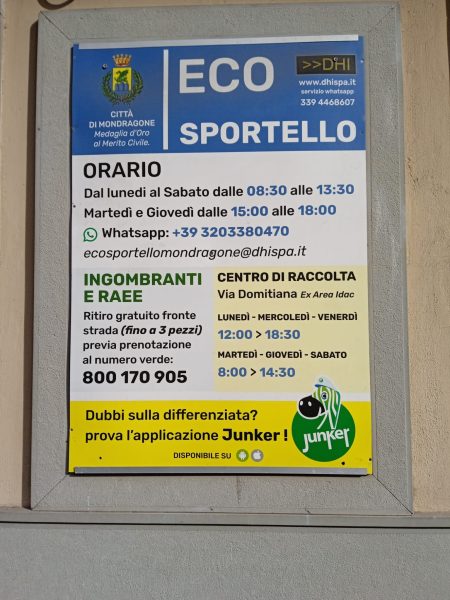 CITTÀ
DI MONDRAGONE
Medaglia d'Oro
al Merito Civile.
ECO
SPORTELLO
>>DHI
www.dhispa.it
servizio whatsapp
339 4468607
ORARIO
Dal lunedi al Sabato dalle 08:30 alle 13:30
Martedì e Giovedì dalle 15:00 alle 18:00
Whatsapp: +39 3203380470
ecosportellomondragone@dhispa.it
INGOMBRANTI
E RAEE
Ritiro gratuito fronte
strada (fino a 3 pezzi)
previa prenotazione
al numero verde:
800 170 905
CENTRO DI RACCOLTA
Via Domitiana Ex Area Idac
LUNEDÌ - MERCOLEDÌ - VENERDÌ
12:00 > 18:30
MARTEDÌ - GIOVEDÌ - SABATO
8:00 > 14:30
Dubbi sulla differenziata?
prova l'applicazione Junker !
DISPONIBILE SU
junker